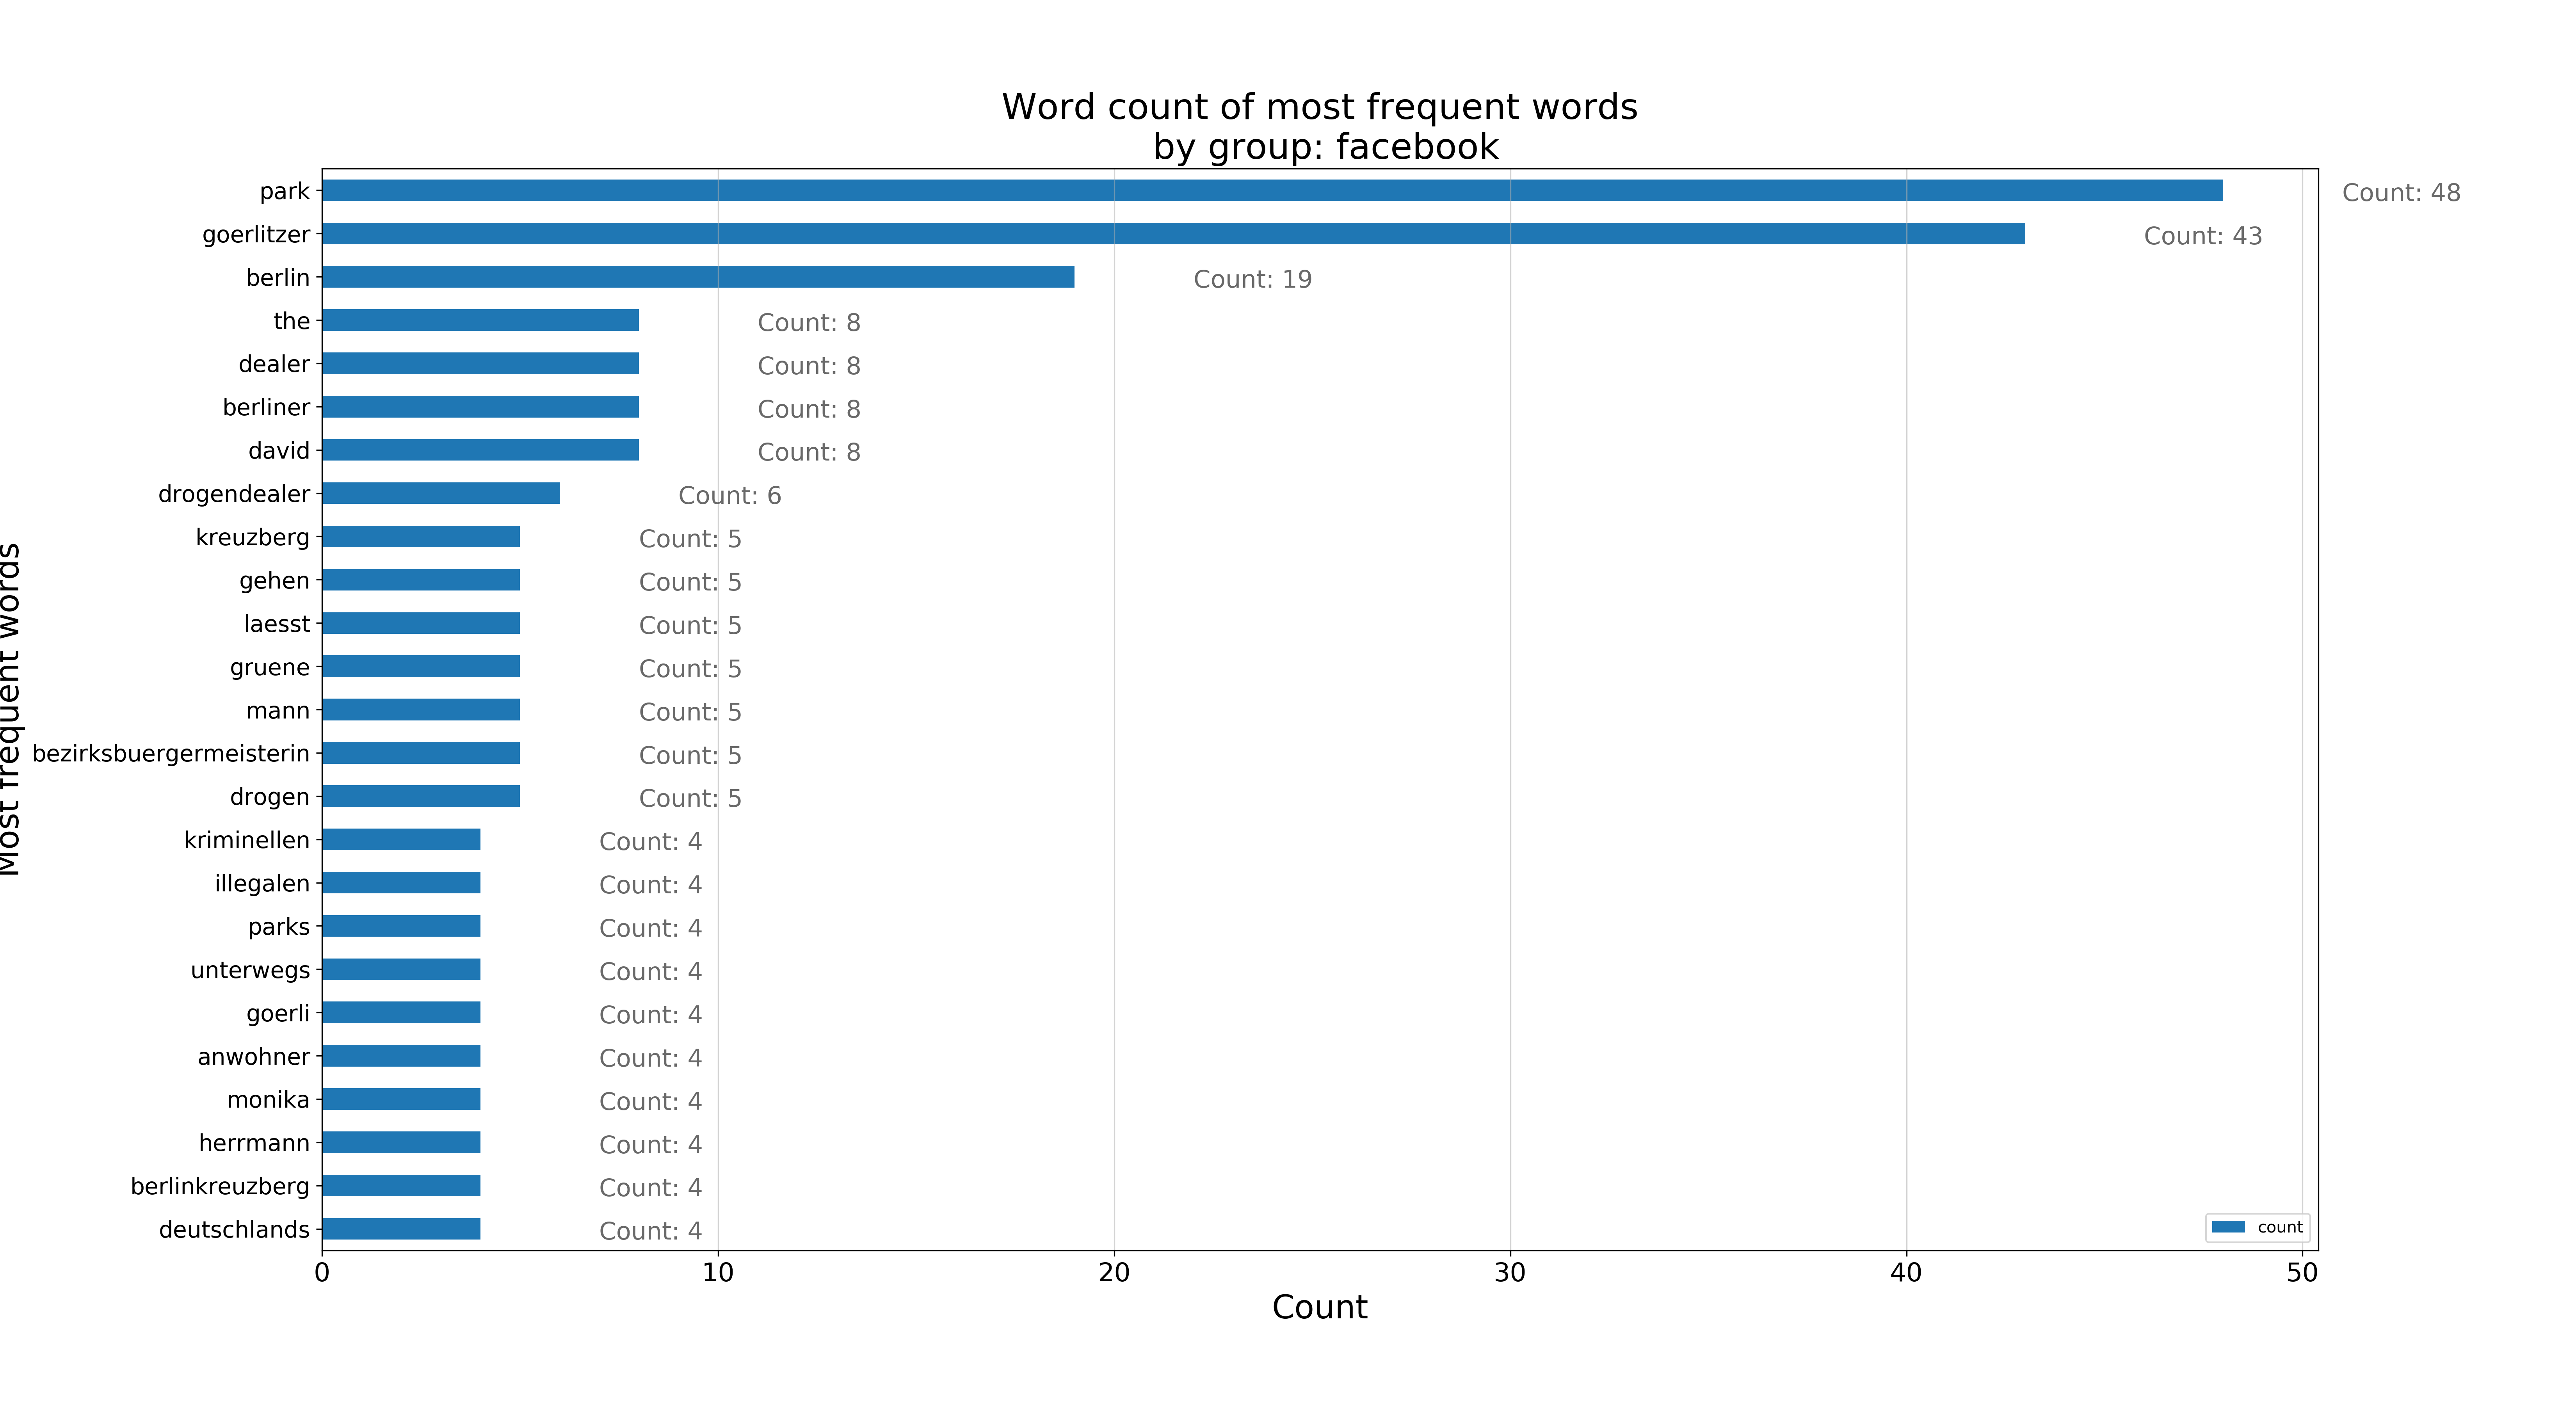 Word count of most frequent words
by group: facebook
park Count: 48
goerlitzer Count: 43
berlin Count: 19
the Count: 8
dealer Count: 8
berliner Count: 8
david Count: 8
drogendealer Count: 6
kreuzberg Count: 5
gehen Count: 5
laesst Count: 5
gruene Count: 5
mann Count: 5
bezirksbuergermeisterin Count: 5
drogen Count: 5
kriminellen Count: 4
illegalen Count: 4
parks Count: 4
unterwegs Count: 4
goerli Count: 4
anwohner Count: 4
monika Count: 4
herrmann Count: 4
berlinkreuzberg Count: 4
deutschlands Count: 4
Most frequent words
count
0 10 20 30 40 50
Count